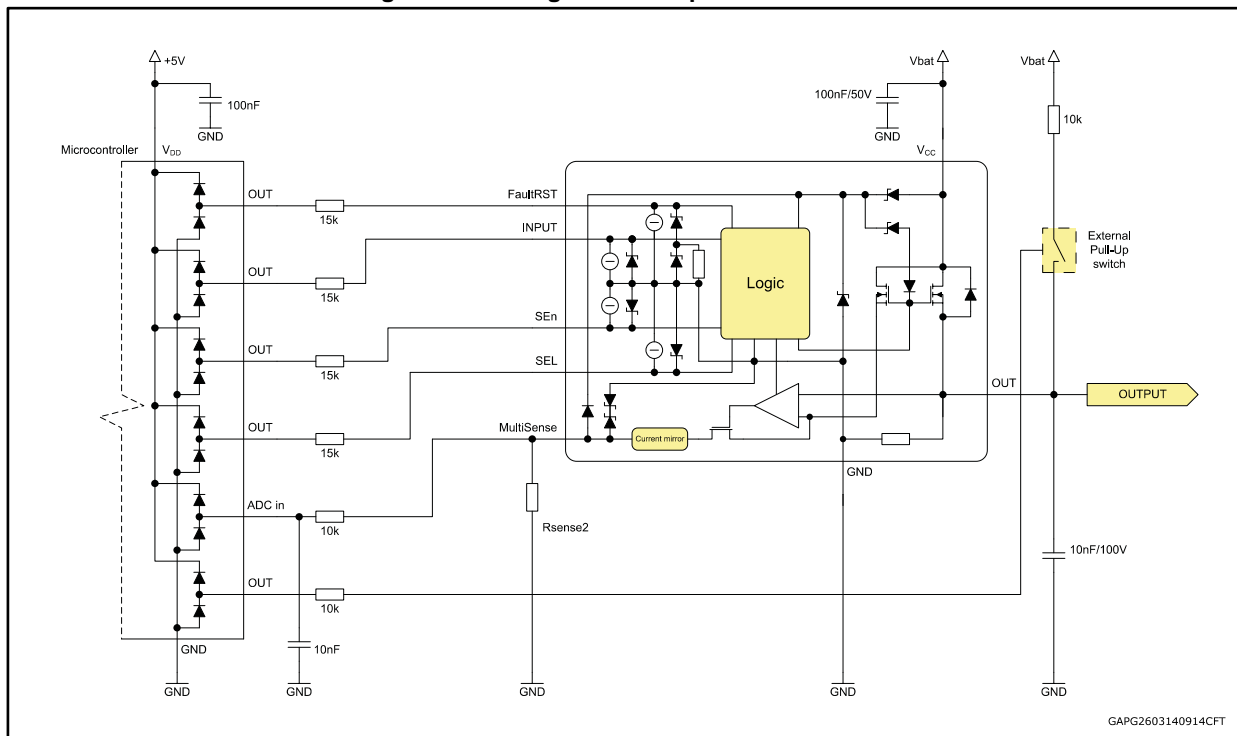 +5V
100nF
GND
Microcontroller
V_DD
OUT
15k
OUT
15k
OUT
15k
OUT
15k
ADC in
10k
OUT
10k
GND
10nF
GND
GND
FaultRST
INPUT
SEn
SEL
MultiSense
Rsense2
GND
Vbat
100nF/50V
GND
V_CC
Logic
Current mirror
GND
GND
OUT
Vbat
10k
External
Pull-Up
switch
OUTPUT
10nF/100V
GND
GAPG2603140914CFT